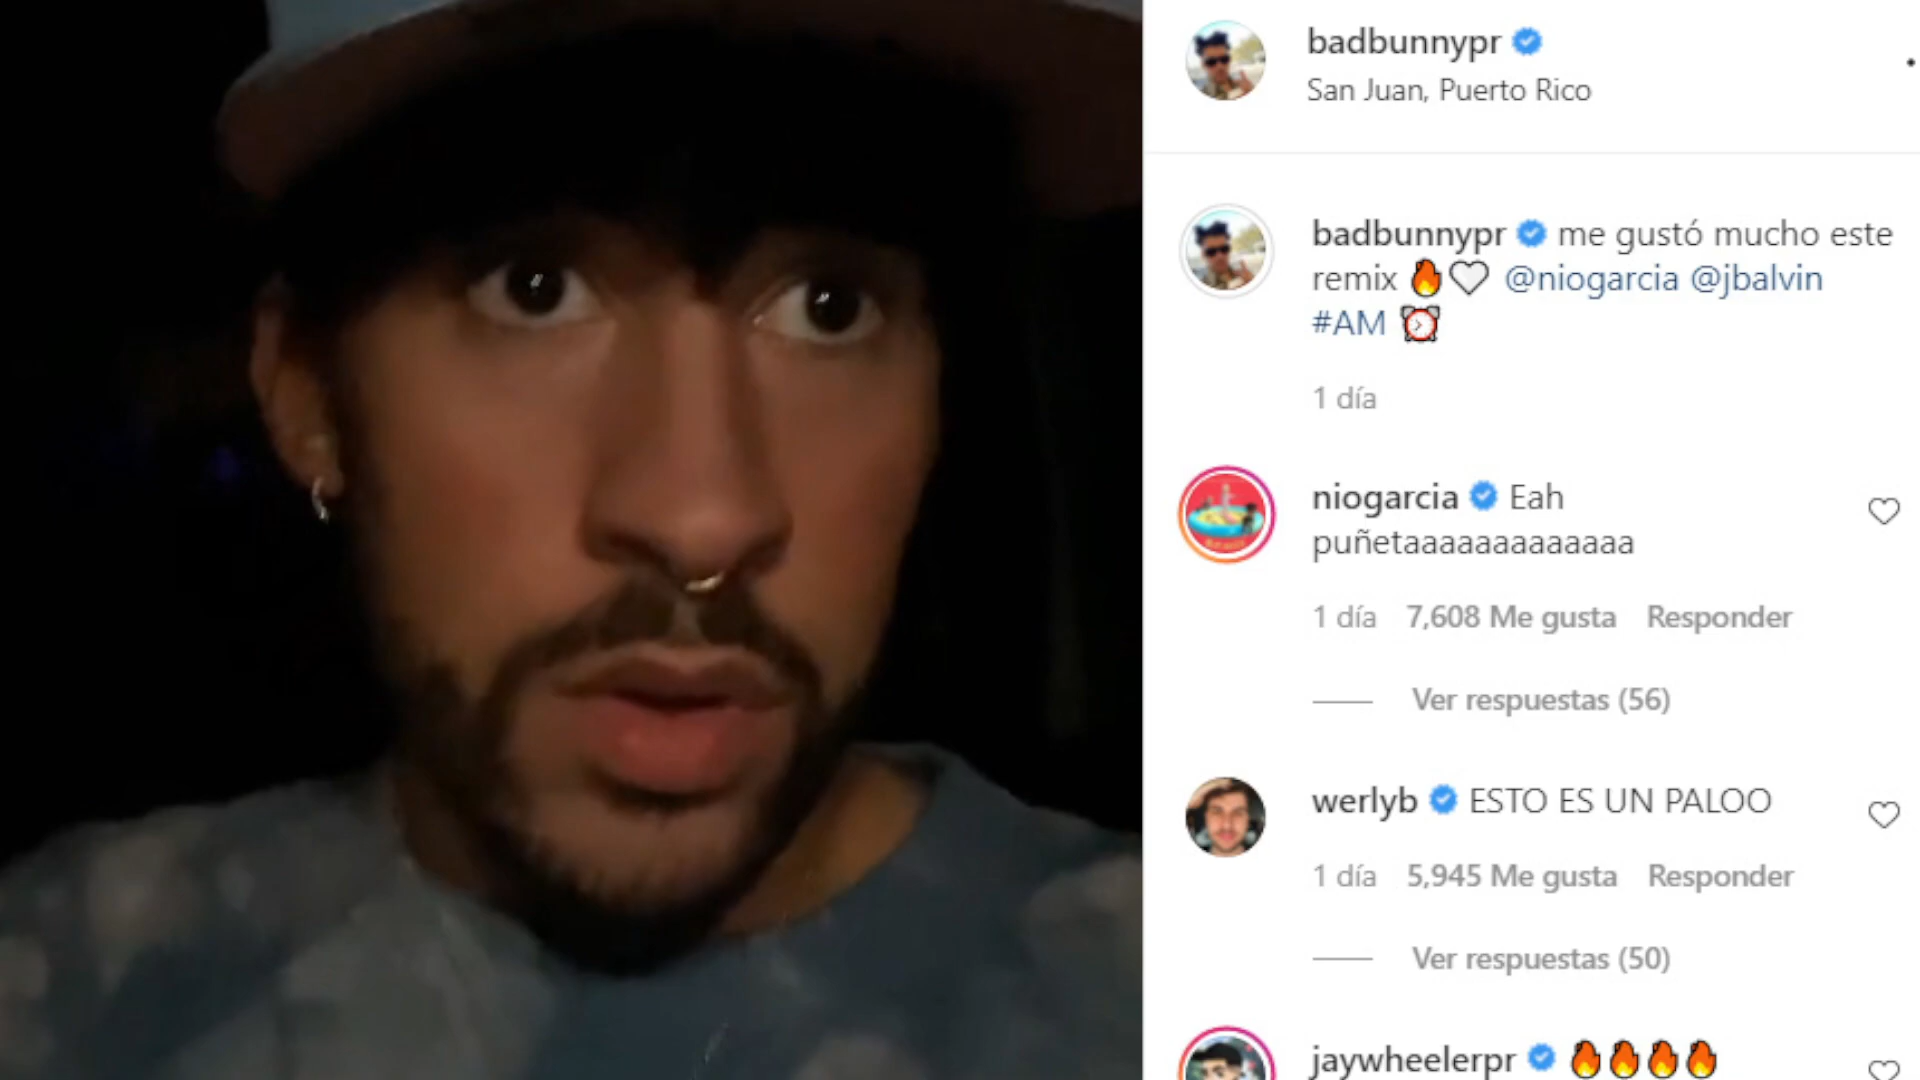 badbunnypr
San Juan, Puerto Rico
badbunnypr me gustó mucho este
remix 🔥🤍 @niogarcia @jbalvin
#AM ⏰
1 día
niogarcia Eah
puñetaaaaaaaaaaaaa
1 día 7,608 Me gusta Responder
Ver respuestas (56)
werlyb ESTO ES UN PALOO
1 día 5,945 Me gusta Responder
Ver respuestas (50)
jaywheelerpr 🔥🔥🔥🔥